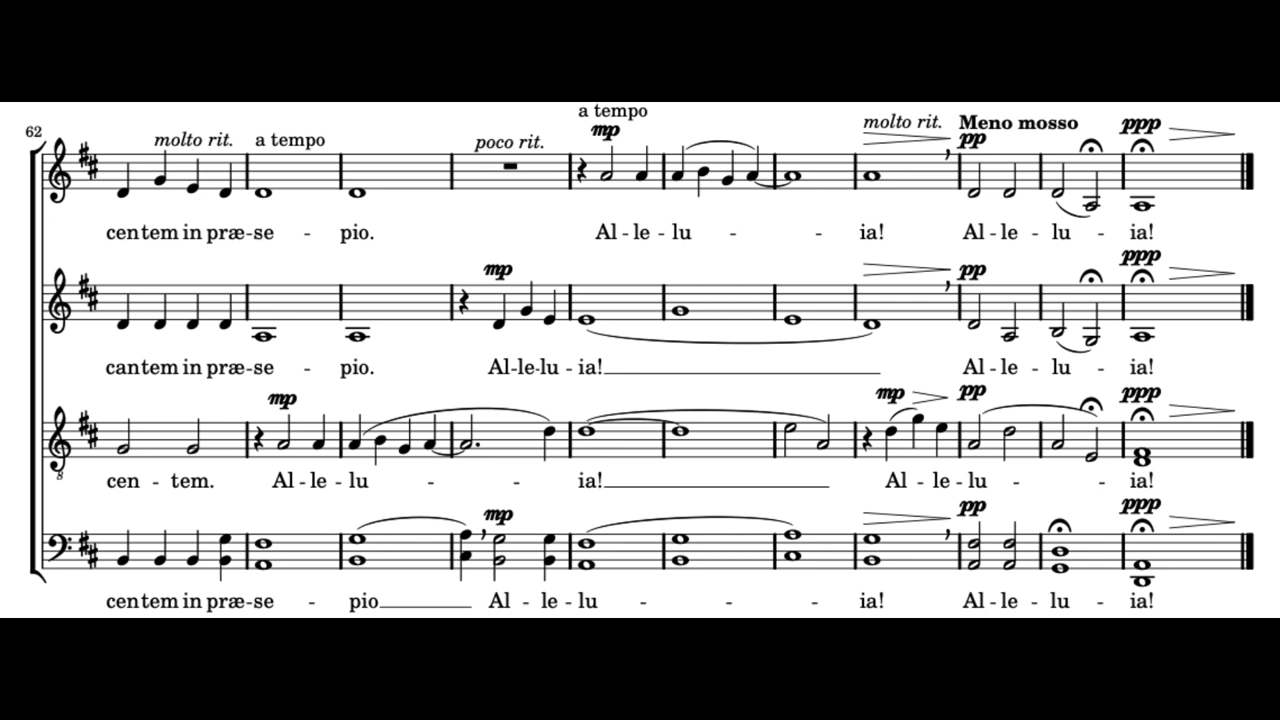 a tempo
62 molto rit. a tempo poco rit. mp molto rit. Meno mosso ppp
pp
centem in præ-se - pio. Al-le-lu - - - ia! Al-le-lu - ia!
mp pp ppp
cantem in præ-se - pio. Al-le-lu-ia! Al-le-lu - ia!
mp mp pp ppp
8
cen - tem. Al-le-lu - - ia! Al-le-lu - - ia!
mp pp ppp
centem in præ-se - pio Al-le-lu - - - ia! Al-le-lu - ia!